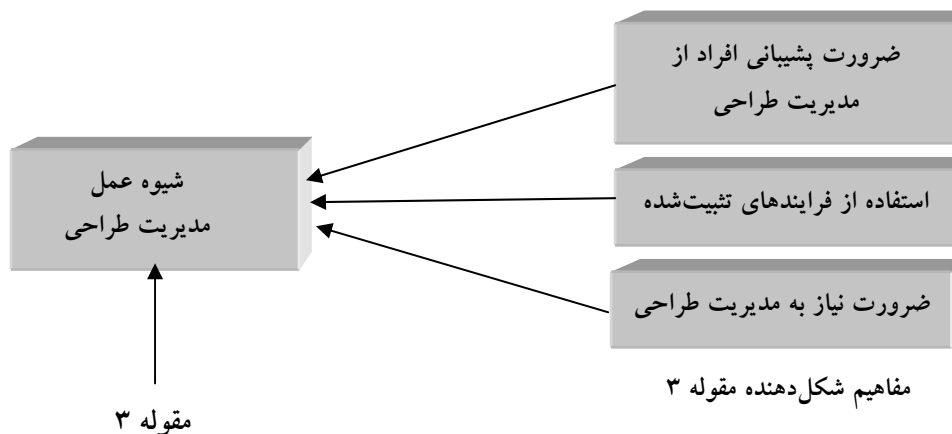 ضرورت پشیبانی افراد از
مدیریت طراحی
استفاده از فرایندهای تثبیت‌شده
ضرورت نیاز به مدیریت طراحی
مفاهیم شکل‌دهنده مقوله ۳
شیوه عمل
مدیریت طراحی
مقوله ۳